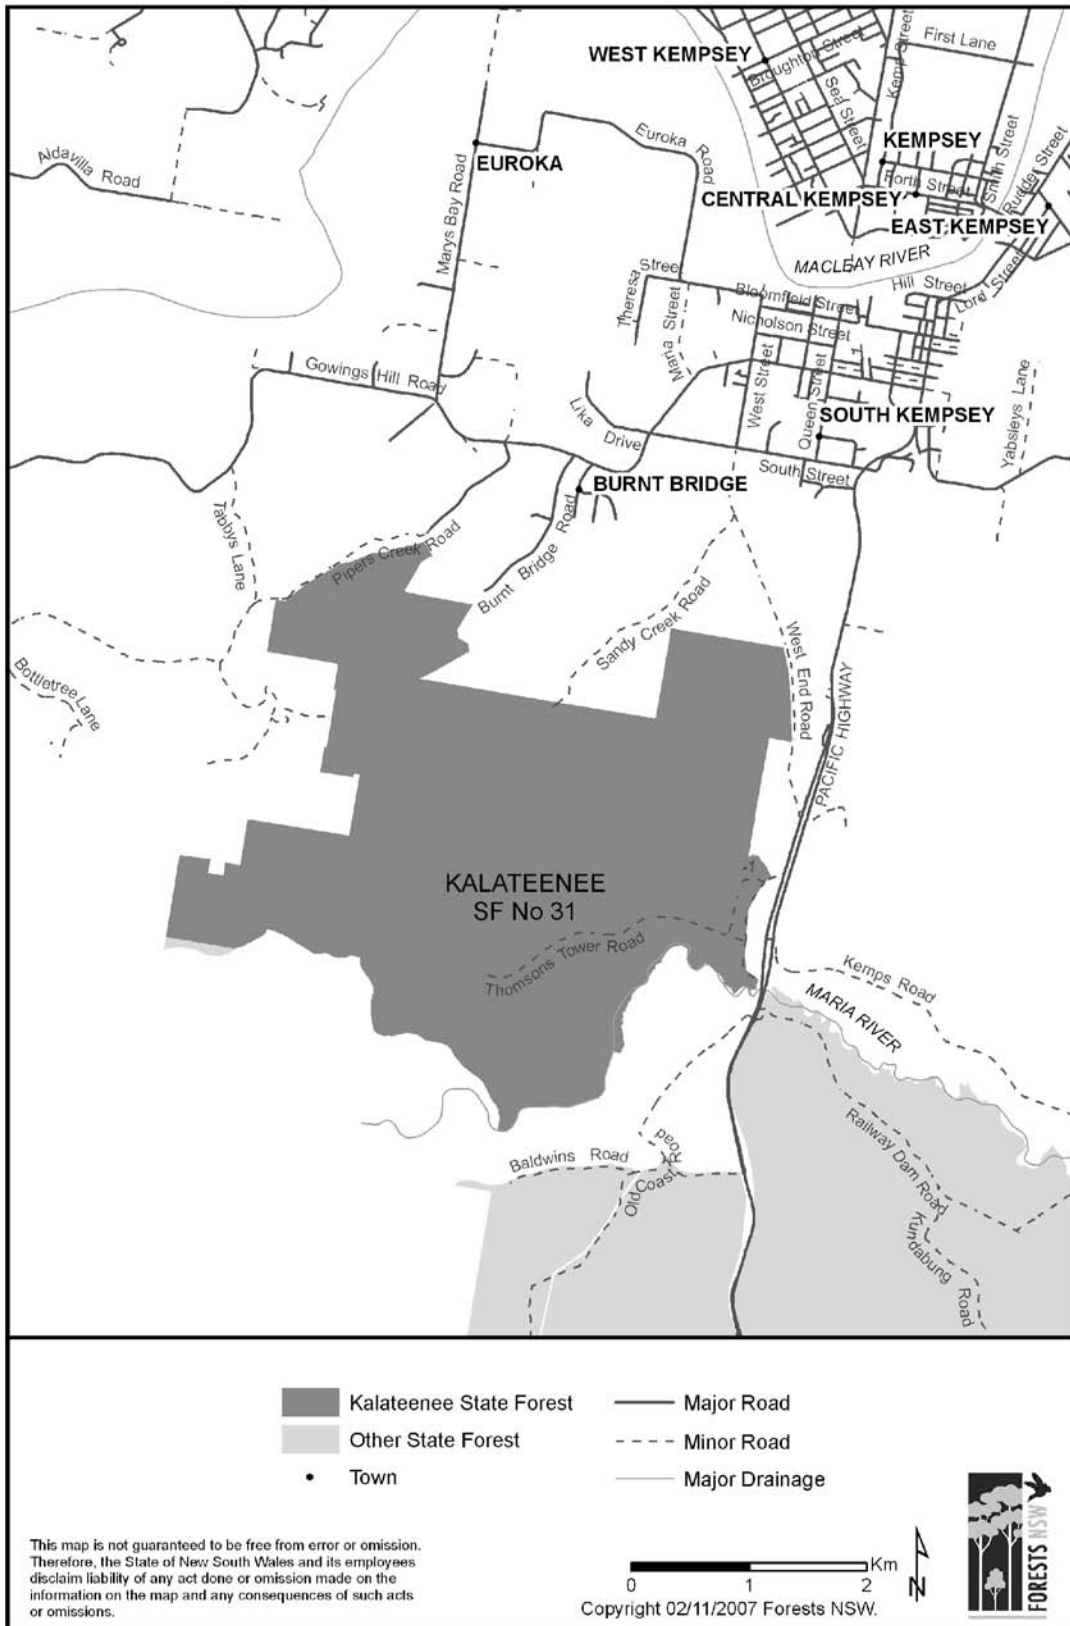 WEST KEMPSEY
Broughton Street
Sea Street
Kemp Street
First Lane
KEMPSEY
Forth Street
Smith Street
Rudder Street
CENTRAL KEMPSEY
EAST KEMPSEY
MACLEAY RIVER
Aldavilla Road
EUROKA
Euroka Road
Marys Bay Road
Theresa Street
Maria Street
Bloomfield Street
Nicholson Street
Hill Street
Lord Street
West Street
Queen Street
1
SOUTH KEMPSEY
Yabsleys Lane
Gowings Hill Road
Lika Drive
South Street
BURNT BRIDGE
Tabbys Lane
Pipers Creek Road
Burnt Bridge Road
Sandy Creek Road
West End Road
PACIFIC HIGHWAY
Bottletree Lane
KALATEENEE
SF No 31
-1
Thomsons Tower Road
Kemps Road
MARIA RIVER
Baldwins Road
Old Coast Road
Railway Dam Road
Kundabung Road
Kalateenee State Forest
Other State Forest
Town
Major Road
Minor Road
Major Drainage
This map is not guaranteed to be free from error or omission.
Therefore, the State of New South Wales and its employees
disclaim liability of any act done or omission made on the
information on the map and any consequences of such acts
or omissions.
0 1 2 Km
N
Copyright 02/11/2007 Forests NSW.
FORESTS NSW